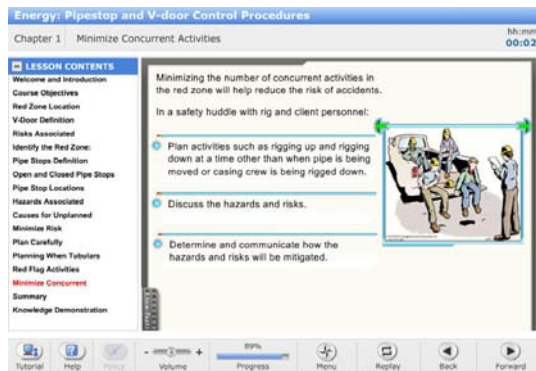 Energy: Pipestop and V-door Control Procedures
Chapter 1 Minimize Concurrent Activities
hh:mm
00:02
LESSON CONTENTS
Welcome and Introduction
Course Objectives
Red Zone Location
V-Door Definition
Risks Associated
Identify the Red Zone:
Pipe Stops Definition
Open and Closed Pipe Stops
Pipe Stop Locations
Hazards Associated
Causes for Unplanned
Minimize Risk
Plan Carefully
Planning When Tubulars
Red Flag Activities
Minimize Concurrent
Summary
Knowledge Demonstration
Minimizing the number of concurrent activities in
the red zone will help reduce the risk of accidents.
In a safety huddle with rig and client personnel:
Plan activities such as rigging up and rigging
down at a time other than when pipe is being
moved or casing crew is being rigged down.
Discuss the hazards and risks.
Determine and communicate how the
hazards and risks will be mitigated.
Tutorial
Help
Policy
- +
Volume
89%
Progress
Menu
Replay
Back
Forward